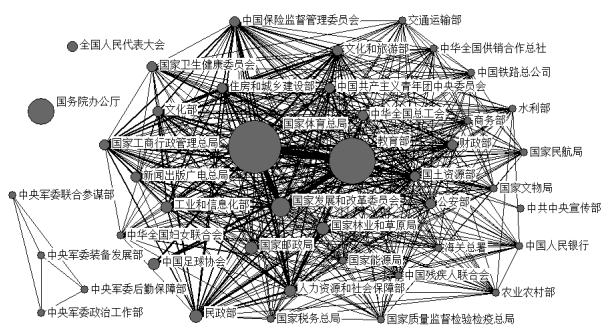 中国保险监督管理委员会
交通运输部
全国人民代表大会
文化和旅游部
中华全国供销合作总社
国家卫生健康委员会
中国铁路总公司
住房和城乡建设部
中国共产主义青年团中央委员会
国务院办公厅
文化部
中华全国总工会
水利部
国家体育总局
商务部
国家工商行政管理总局
教育部
财政部
国家民航局
新闻出版广电总局
国土资源部
国家文物局
中央军委联合参谋部
工业和信息化部
国家发展和改革委员会
公安部
中共中央宣传部
国家林业和草原局
中华全国妇女联合会
国家邮政局
海关总署
中国人民银行
中央军委装备发展部
中国足球协会
国家能源局
中国残疾人联合会
中央军委后勤保障部
人力资源和社会保障部
农业农村部
中央军委政治工作部
民政部
国家税务总局
国家质量监督检验检疫总局